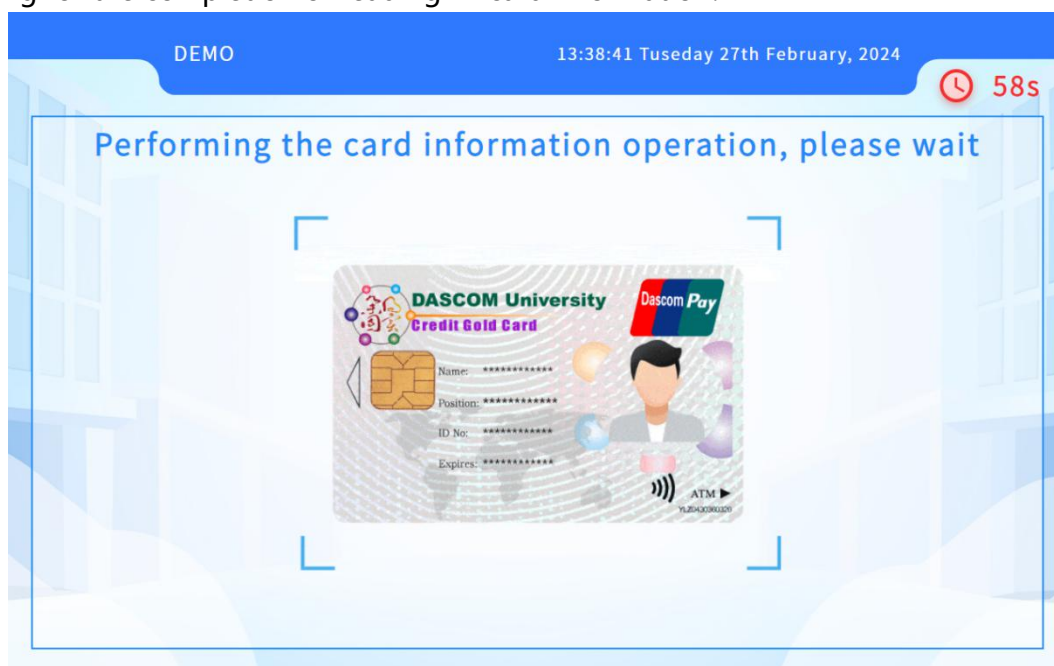 DEMO
13:38:41 Tuseday 27th February, 2024
58s
Performing the card information operation, please wait
DASCOM University
Credit Gold Card
Dascom Pay
Name: ************
Position: *************
ID No: ************
Expires: ************
ATM